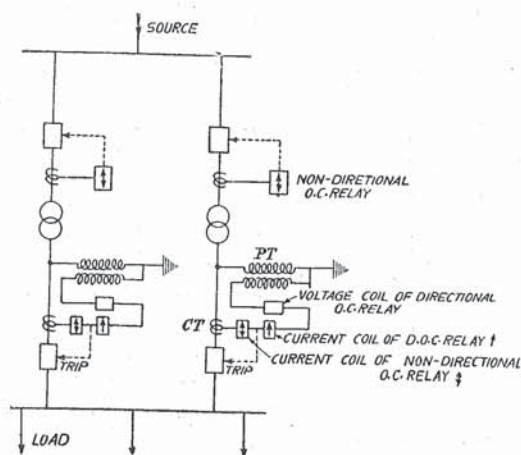 SOURCE
NON-DIRETIONAL
O.C. RELAY
PT
VOLTAGE COIL OF DIRECTIONAL
O.C. RELAY
CT
CURRENT COIL OF D.O.C. RELAY ↑
TRIP
TRIP
CURRENT COIL OF NON-DIRECTIONAL
O.C. RELAY ↕
LOAD